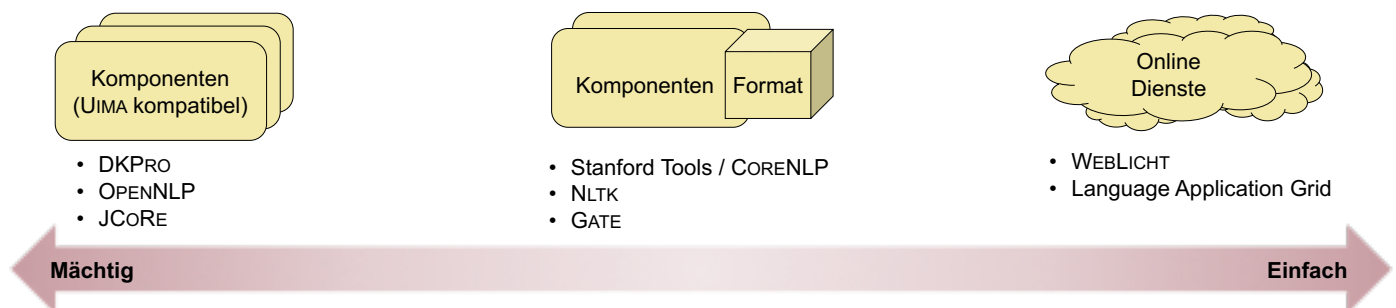 Komponenten
(UIMA kompatibel)
• DKPRO
• OPENNLP
• JCORE
Komponenten
Format
• Stanford Tools / CORENLP
• NLTK
• GATE
Online
Dienste
• WEBLICHT
• Language Application Grid
Mächtig
Einfach